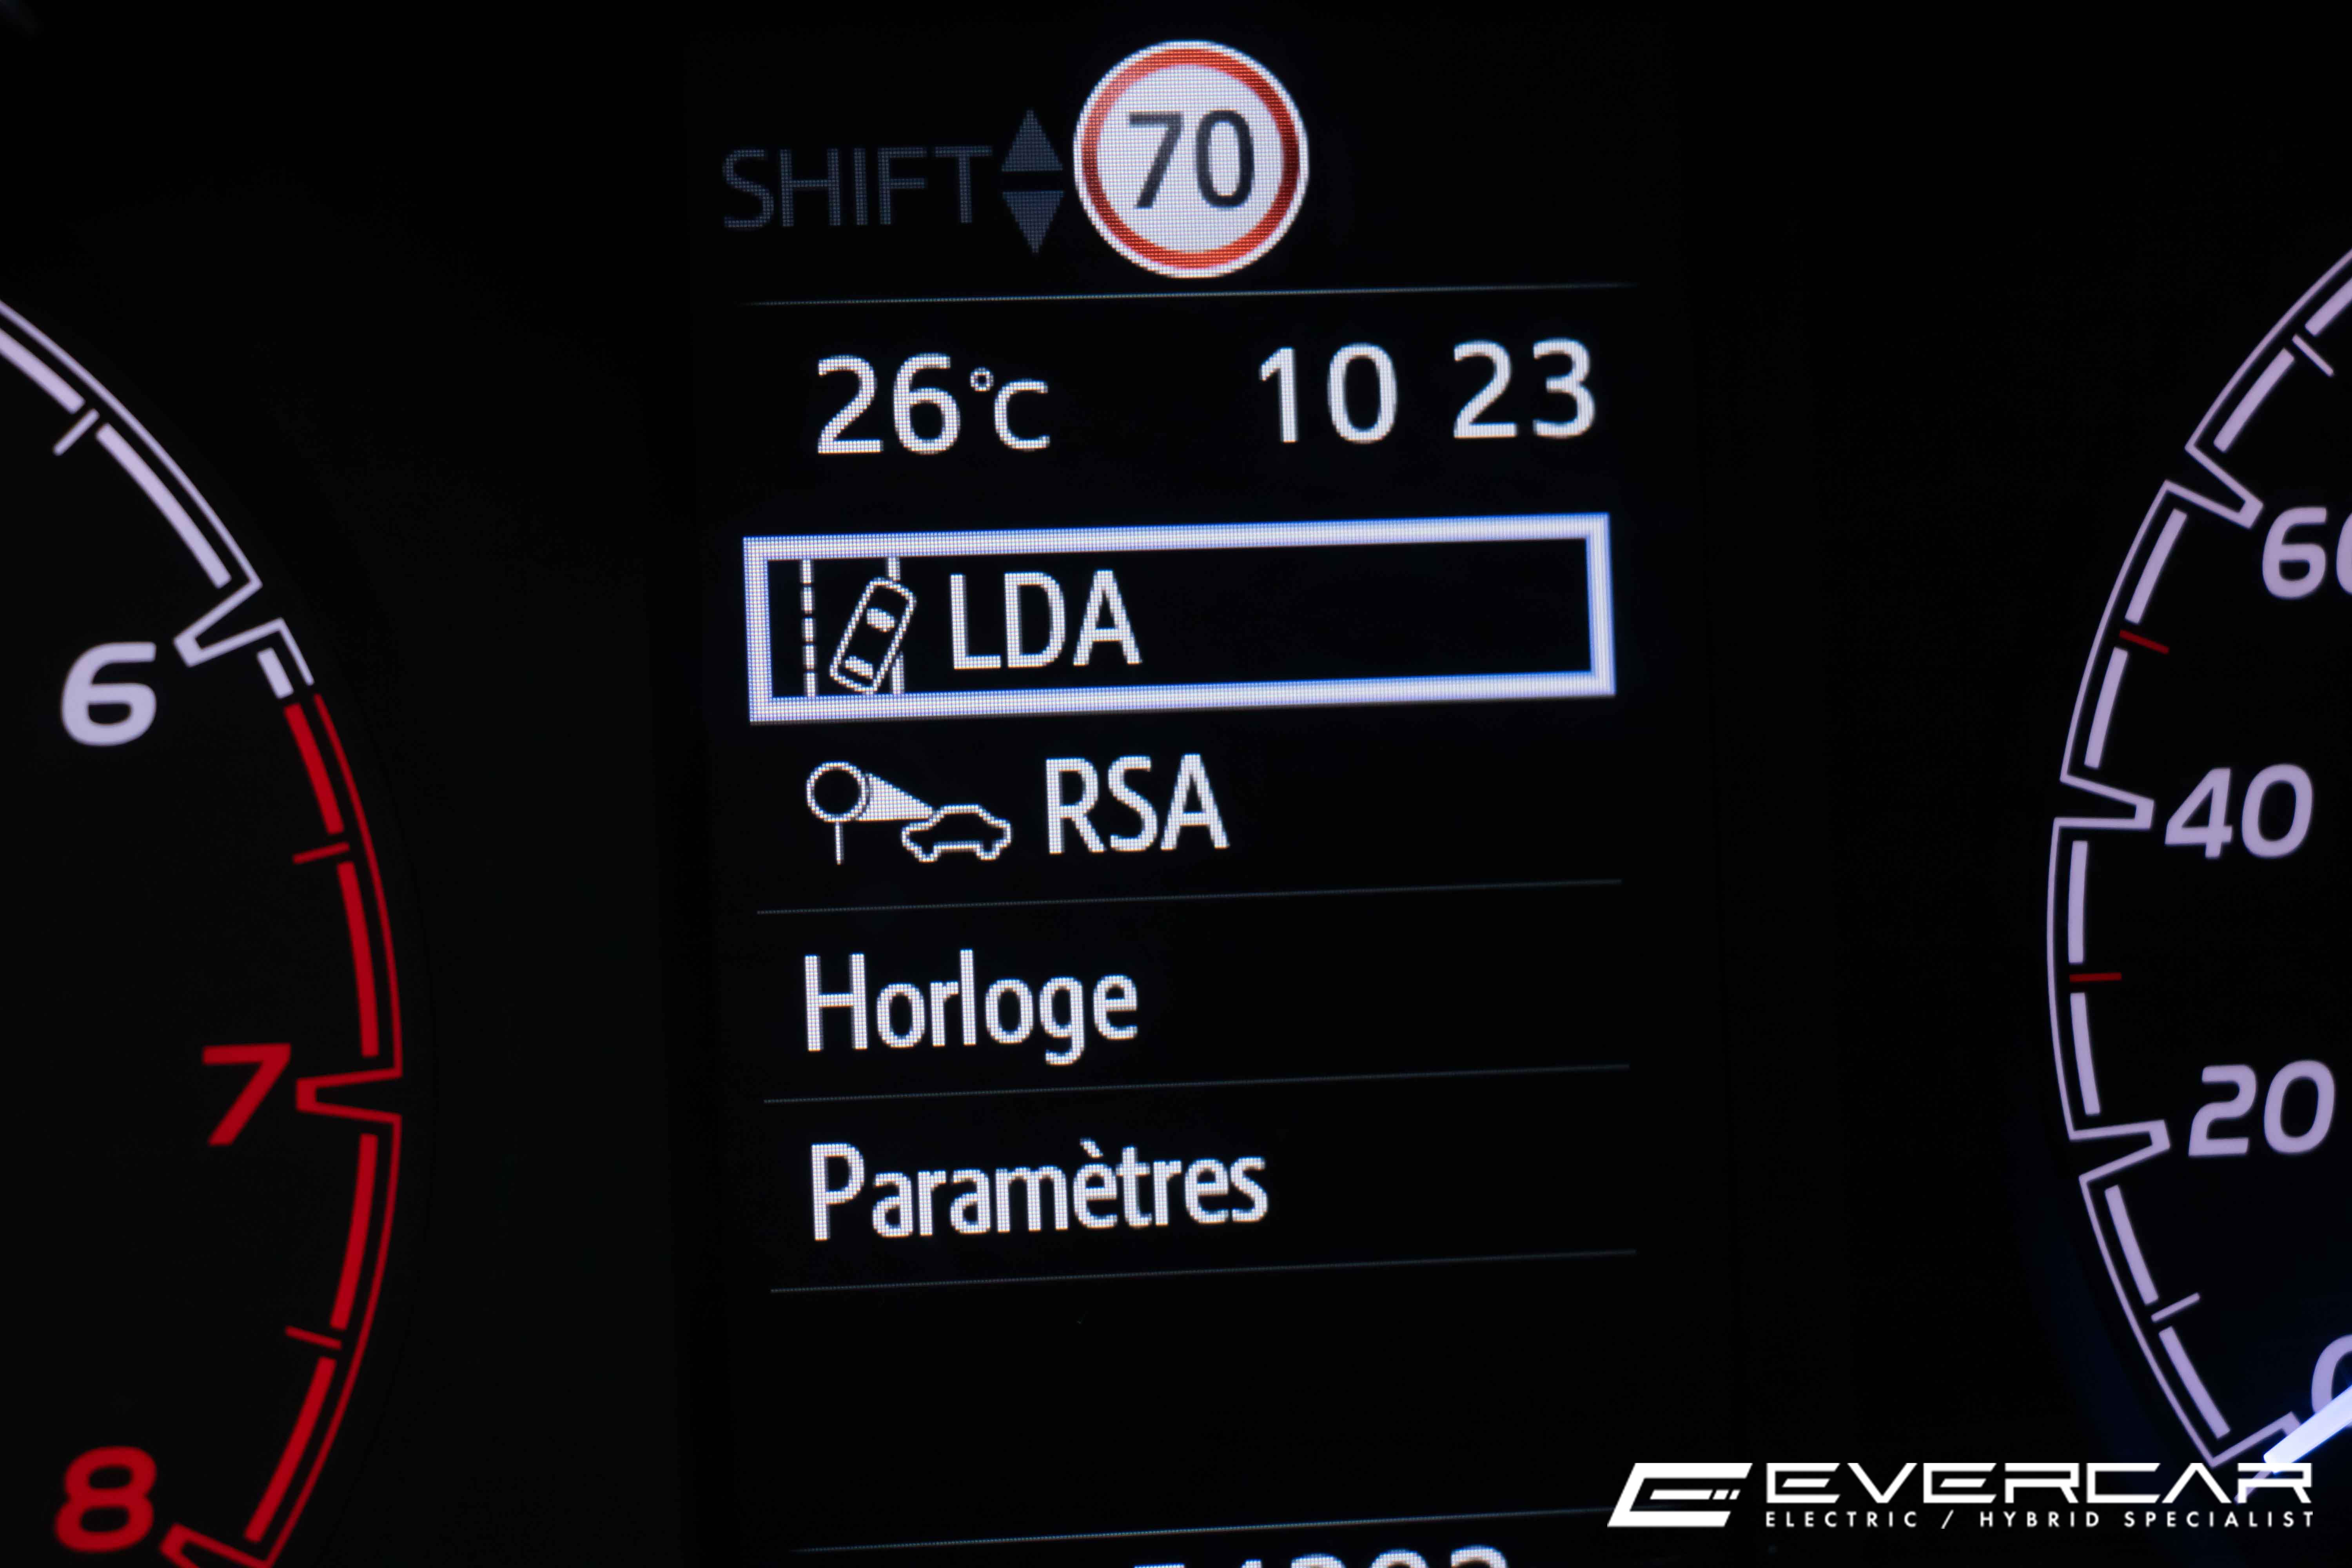 SHIFT 70
26°C 10 23
LDA
RSA
Horloge
Paramètres
6
7
8
60
40
20
0
EVERCAR
ELECTRIC / HYBRID SPECIALIST